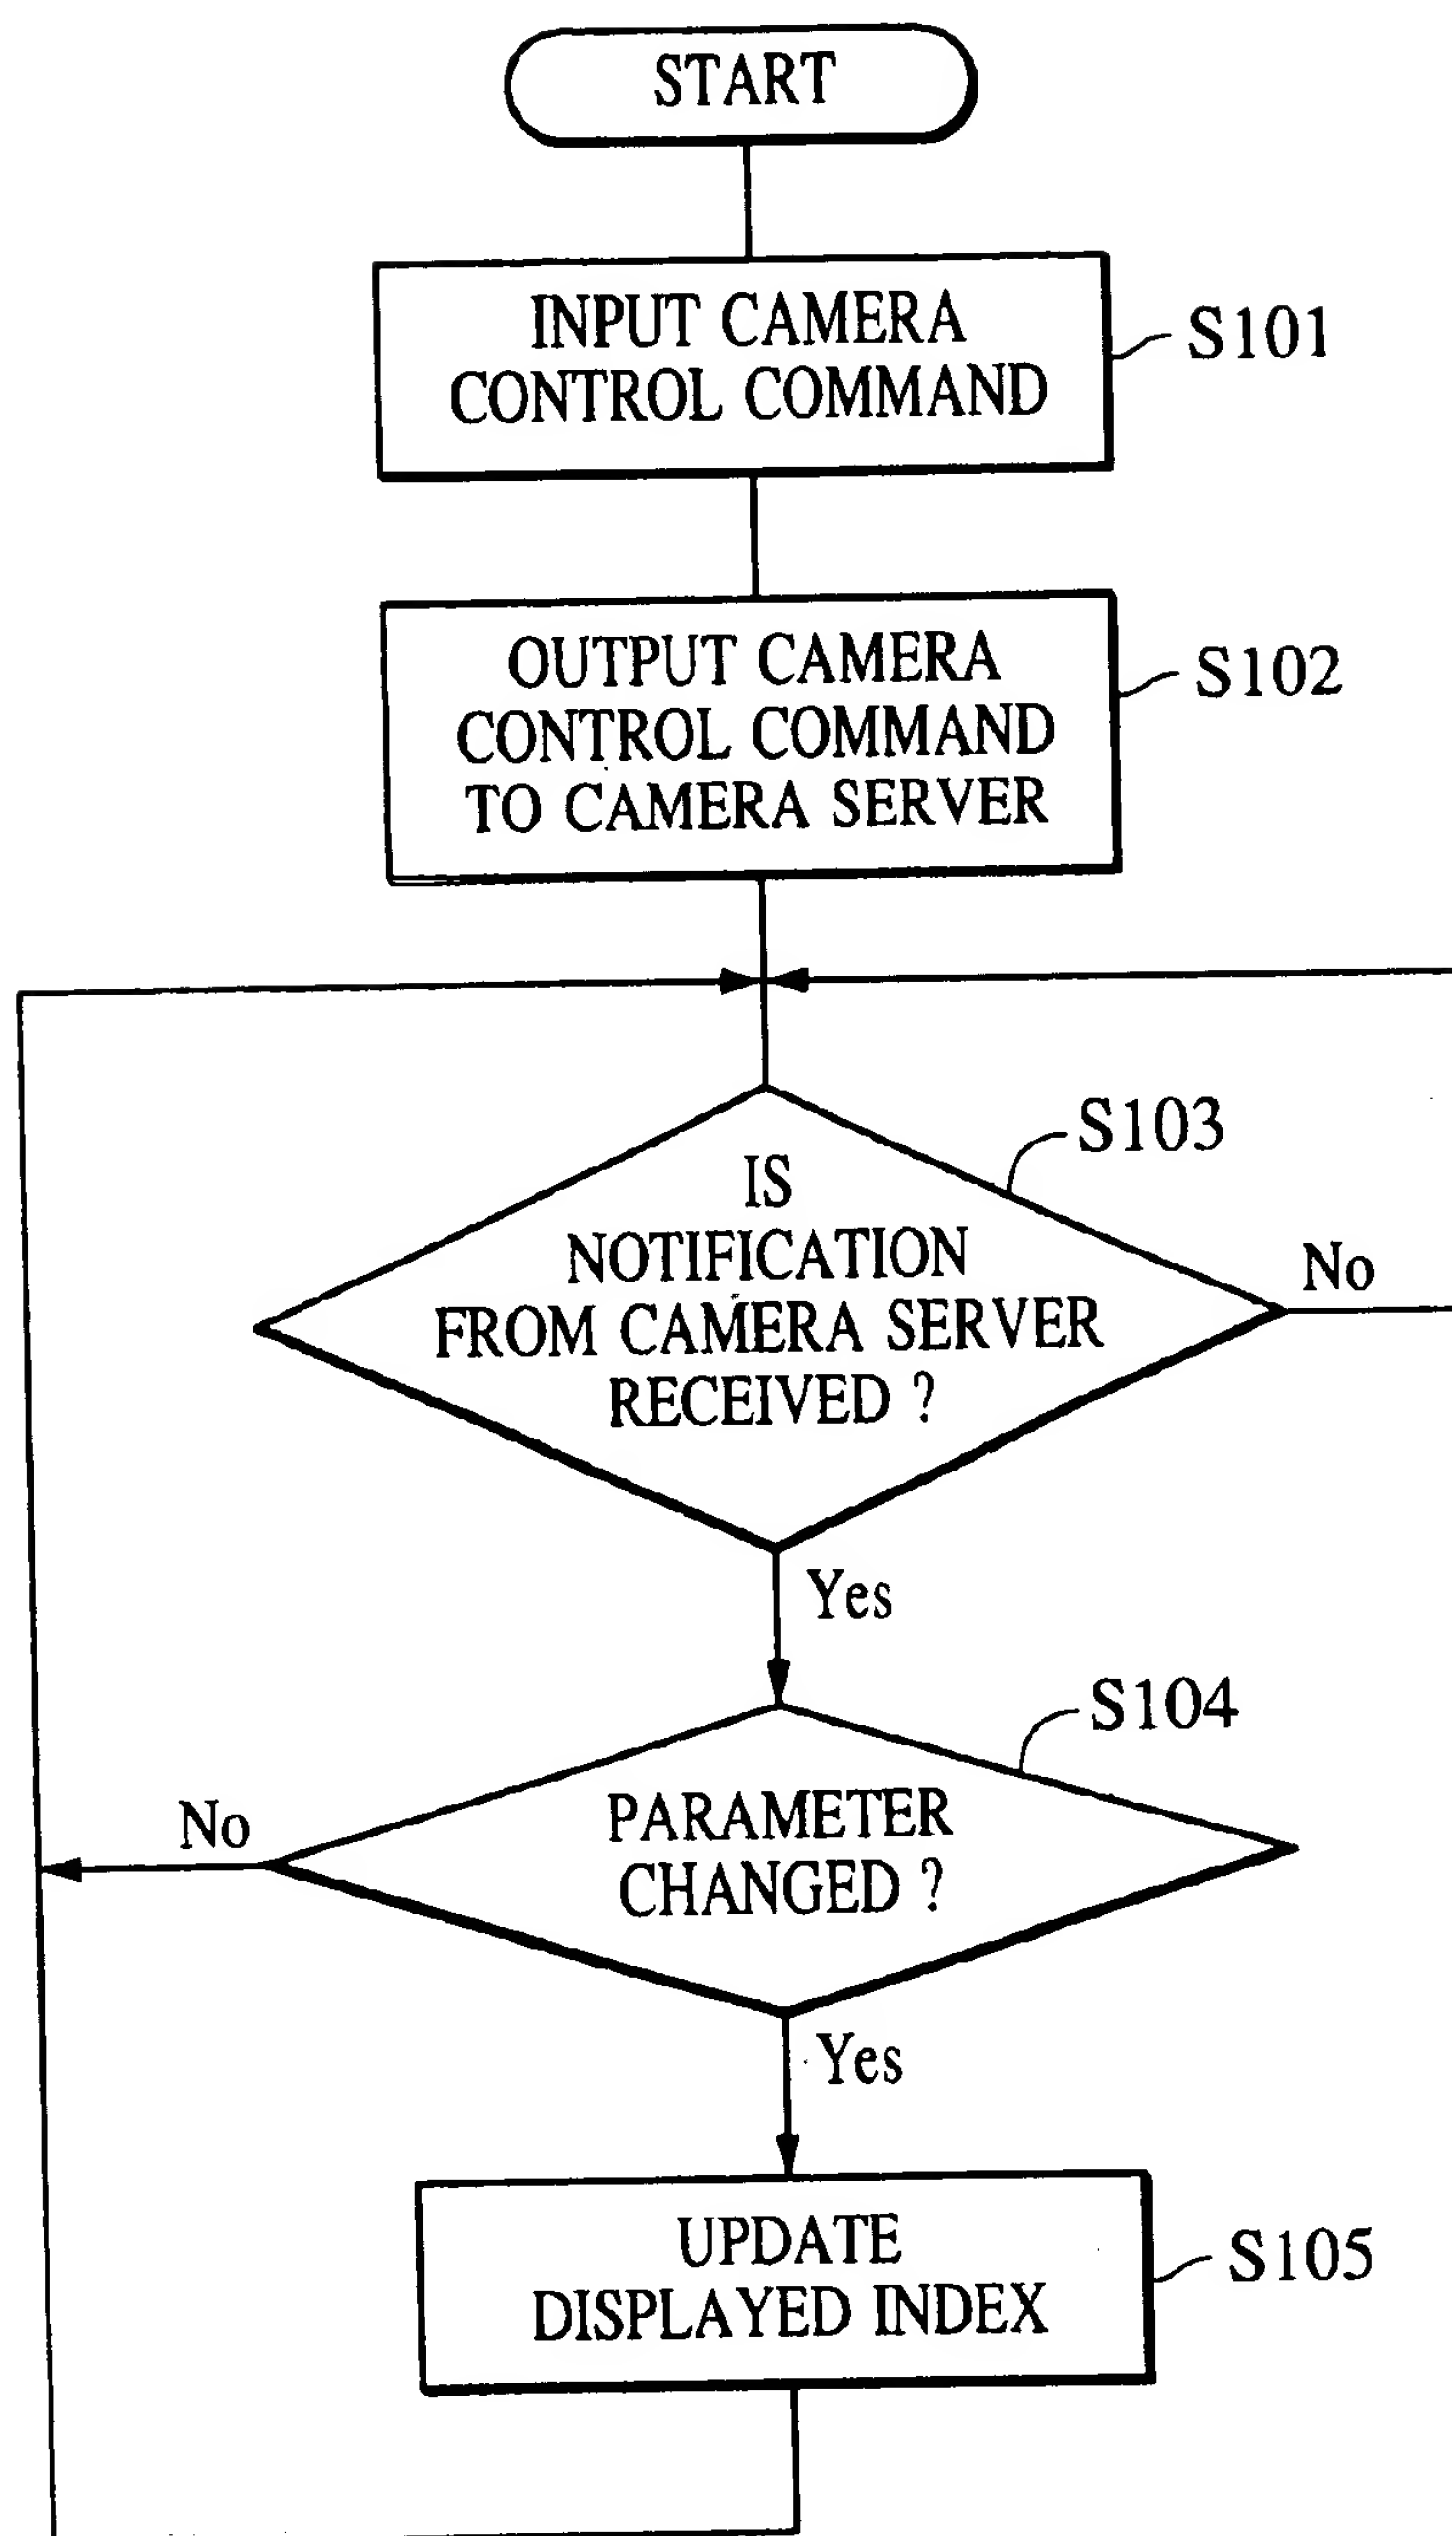 START
INPUT CAMERA
CONTROL COMMAND
S101
OUTPUT CAMERA
CONTROL COMMAND
TO CAMERA SERVER
S102
S103
IS
NOTIFICATION
FROM CAMERA SERVER
RECEIVED ?
No
Yes
S104
PARAMETER
CHANGED ?
No
Yes
UPDATE
DISPLAYED INDEX
S105